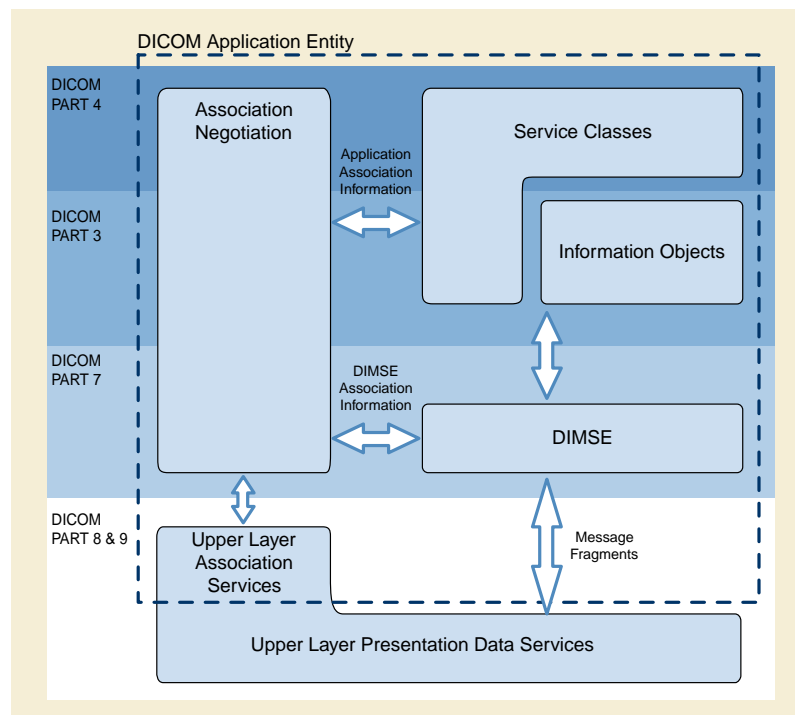 DICOM Application Entity
DICOM
PART 4
Association
Negotiation
Service Classes
Application
Association
Information
DICOM
PART 3
Information Objects
DICOM
PART 7
DIMSE
Association
Information
DIMSE
DICOM
PART 8 & 9
Upper Layer
Association
Services
Message
Fragments
Upper Layer Presentation Data Services